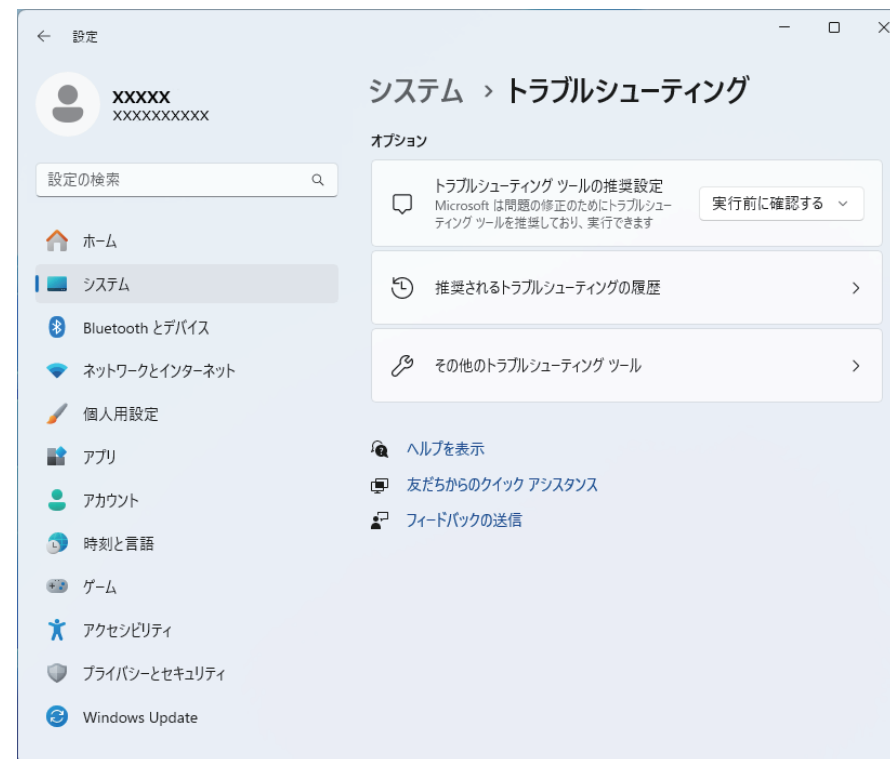 設定
XXXXX
XXXXXXXXXX
設定の検索
ホーム
システム
Bluetooth とデバイス
ネットワークとインターネット
個人用設定
アプリ
アカウント
時刻と言語
ゲーム
アクセシビリティ
プライバシーとセキュリティ
Windows Update
システム › トラブルシューティング
オプション
トラブルシューティング ツールの推奨設定
Microsoft は問題の修正のためにトラブルシュー
ティング ツールを推奨しており、実行できます
実行前に確認する
推奨されるトラブルシューティングの履歴
その他のトラブルシューティング ツール
ヘルプを表示
友だちからのクイック アシスタンス
フィードバックの送信